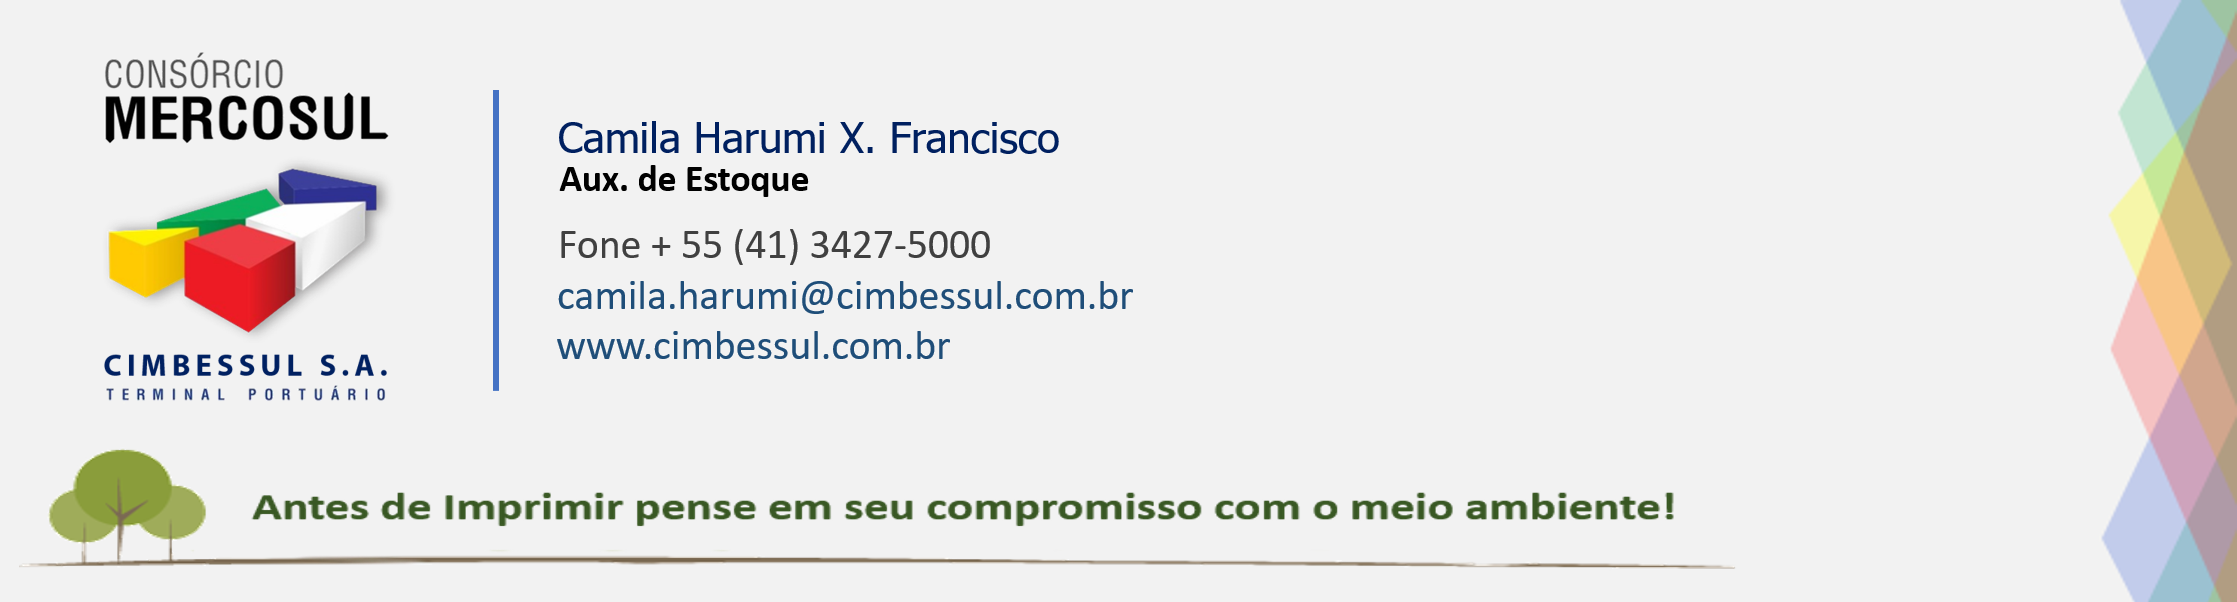 CONSÓRCIO
MERCOSUL
CIMBESSUL S.A.
TERMINAL PORTUÁRIO
Camila Harumi X. Francisco
Aux. de Estoque
Fone + 55 (41) 3427-5000
camila.harumi@cimbessul.com.br
www.cimbessul.com.br
Antes de Imprimir pense em seu compromisso com o meio ambiente!